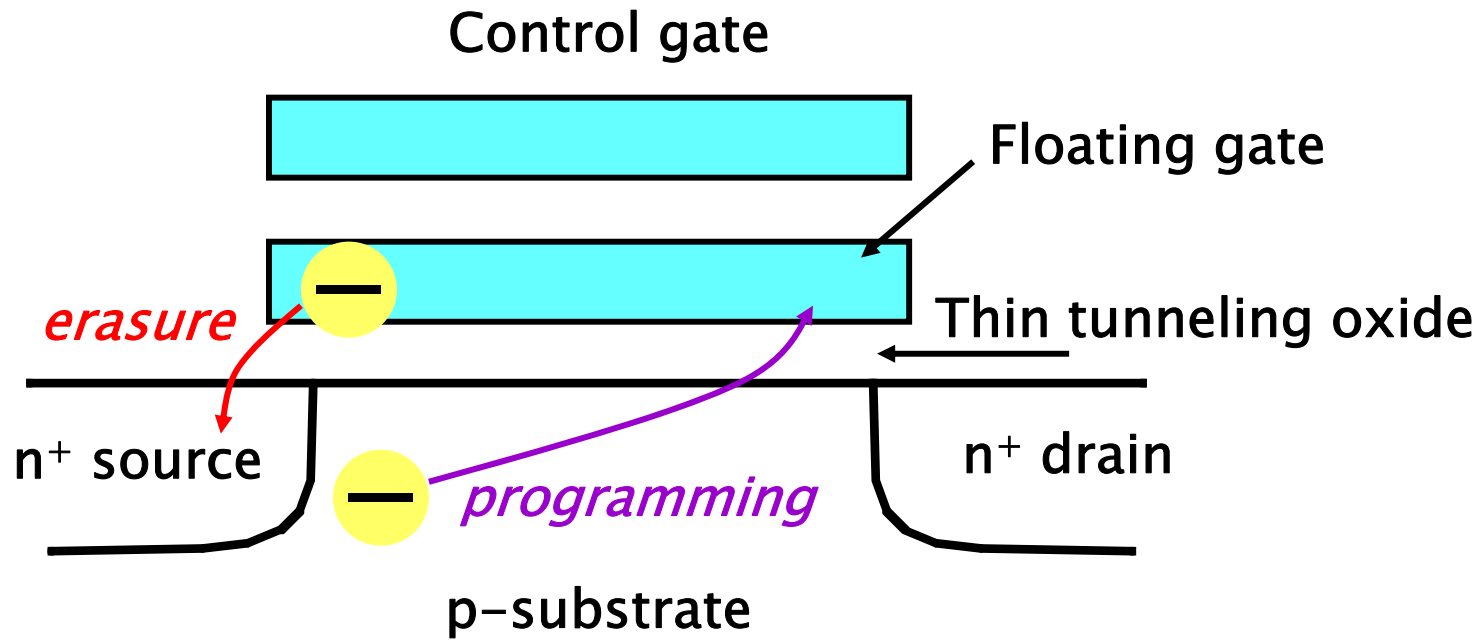 Control gate
Floating gate
erasure
Thin tunneling oxide
n⁺ source
n⁺ drain
programming
p-substrate